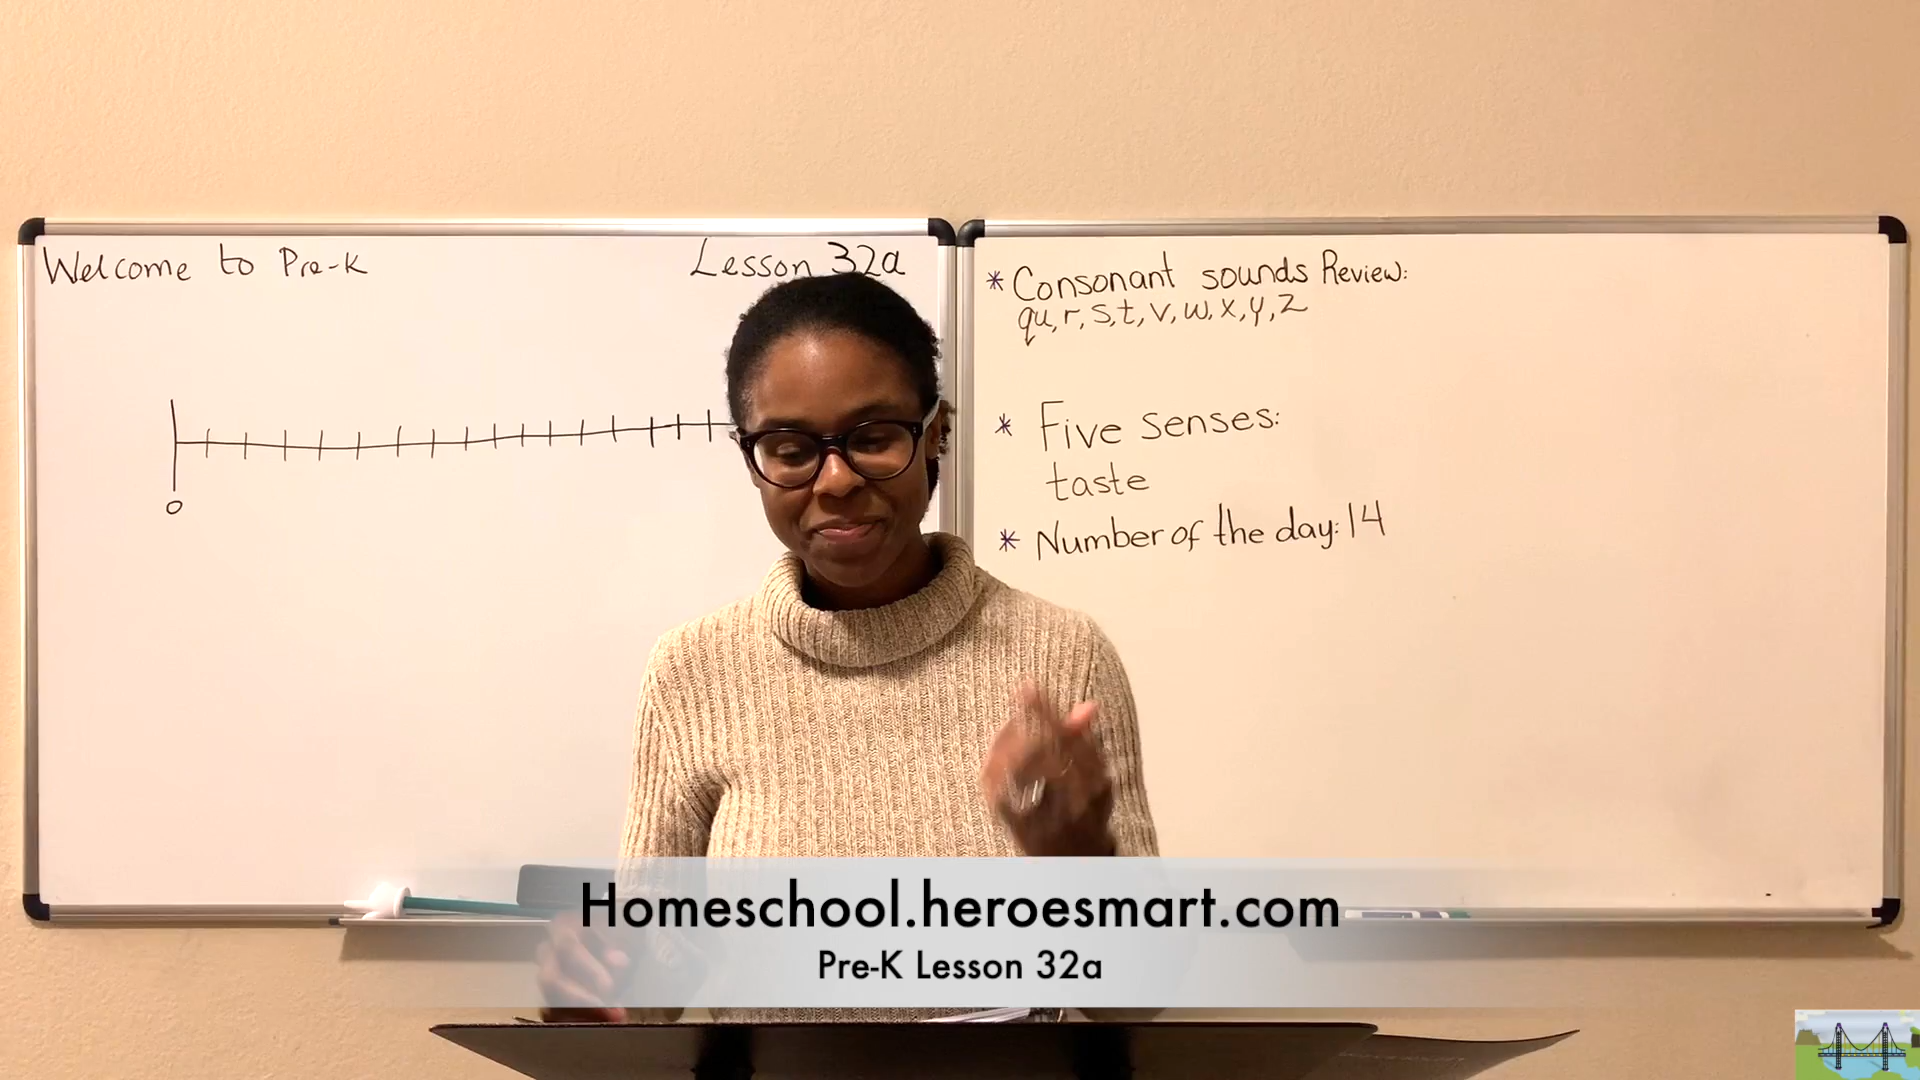 Welcome to Pre-K
Lesson 32a
0
* Consonant sounds Review:
qu, r, s, t, v, w, x, y, z
* Five senses:
taste
* Number of the day: 14
Homeschool.heroesmart.com
Pre-K Lesson 32a